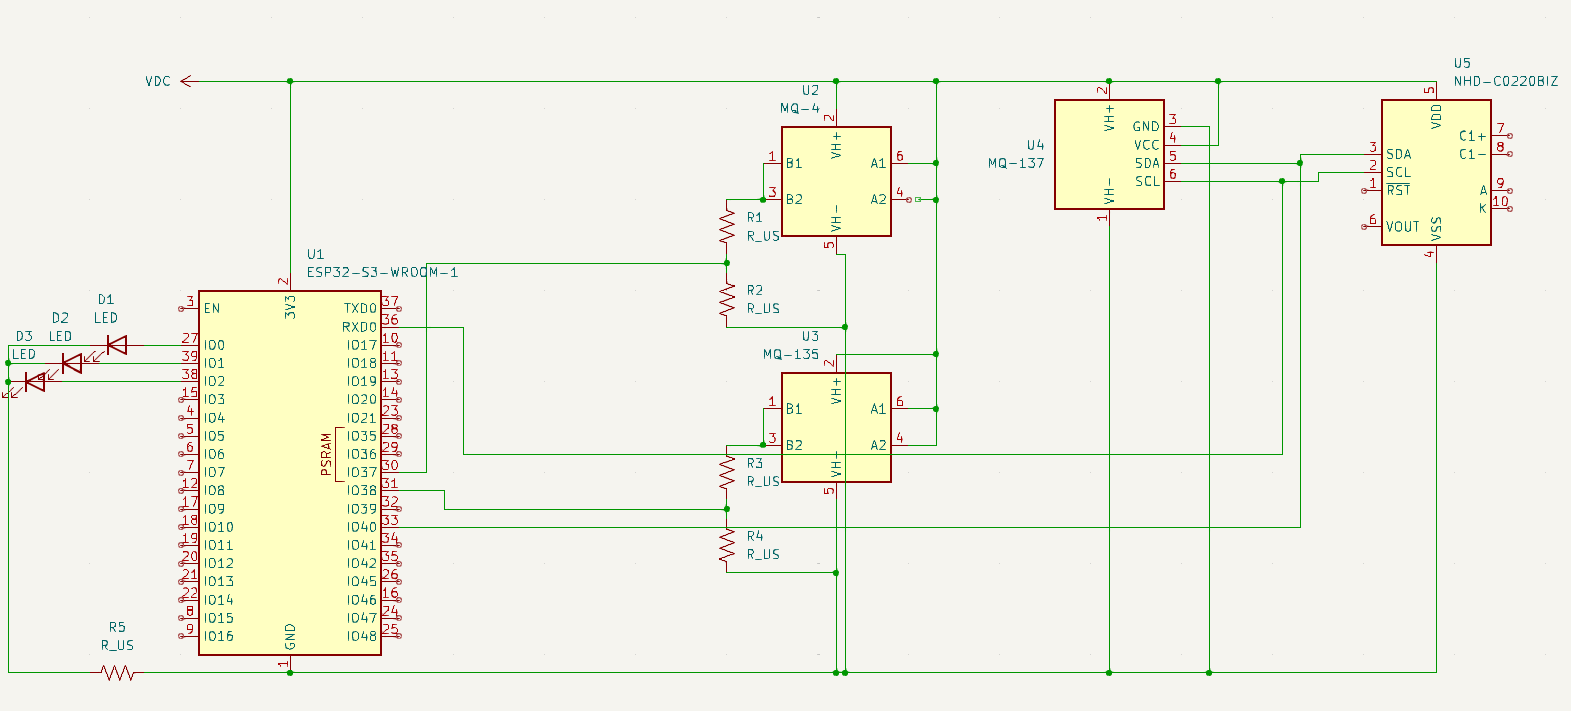 VDC
U5
NHD-C0220BIZ
U2
MQ-4
2
VH+
1
B1
A1
6
3
B2
A2
4
VH-
5
R1
R_US
R2
R_US
U4
MQ-137
2
VH+
GND
3
VCC
4
SDA
5
SCL
6
VH-
1
5
VDD
C1+
7
C1-
8
3
SDA
2
SCL
1
RST
A
9
K
10
6
VOUT
VSS
4
U1
ESP32-S3-WROOM-1
2
3V3
3
EN
TXD0
37
RXD0
36
27
IO0
IO17
10
39
IO1
IO18
11
38
IO2
IO19
13
15
IO3
IO20
14
4
IO4
IO21
23
5
IO5
IO35
28
6
IO6
IO36
29
7
IO7
IO37
30
12
IO8
IO38
31
17
IO9
IO39
32
18
IO10
IO40
33
19
IO11
IO41
34
20
IO12
IO42
35
21
IO13
IO45
26
22
IO14
IO46
16
8
IO15
IO47
24
9
IO16
IO48
25
PSRAM
GND
1
D1
LED
D2
LED
D3
LED
U3
MQ-135
2
VH+
1
B1
A1
6
3
B2
A2
4
VH-
5
R3
R_US
R4
R_US
R5
R_US